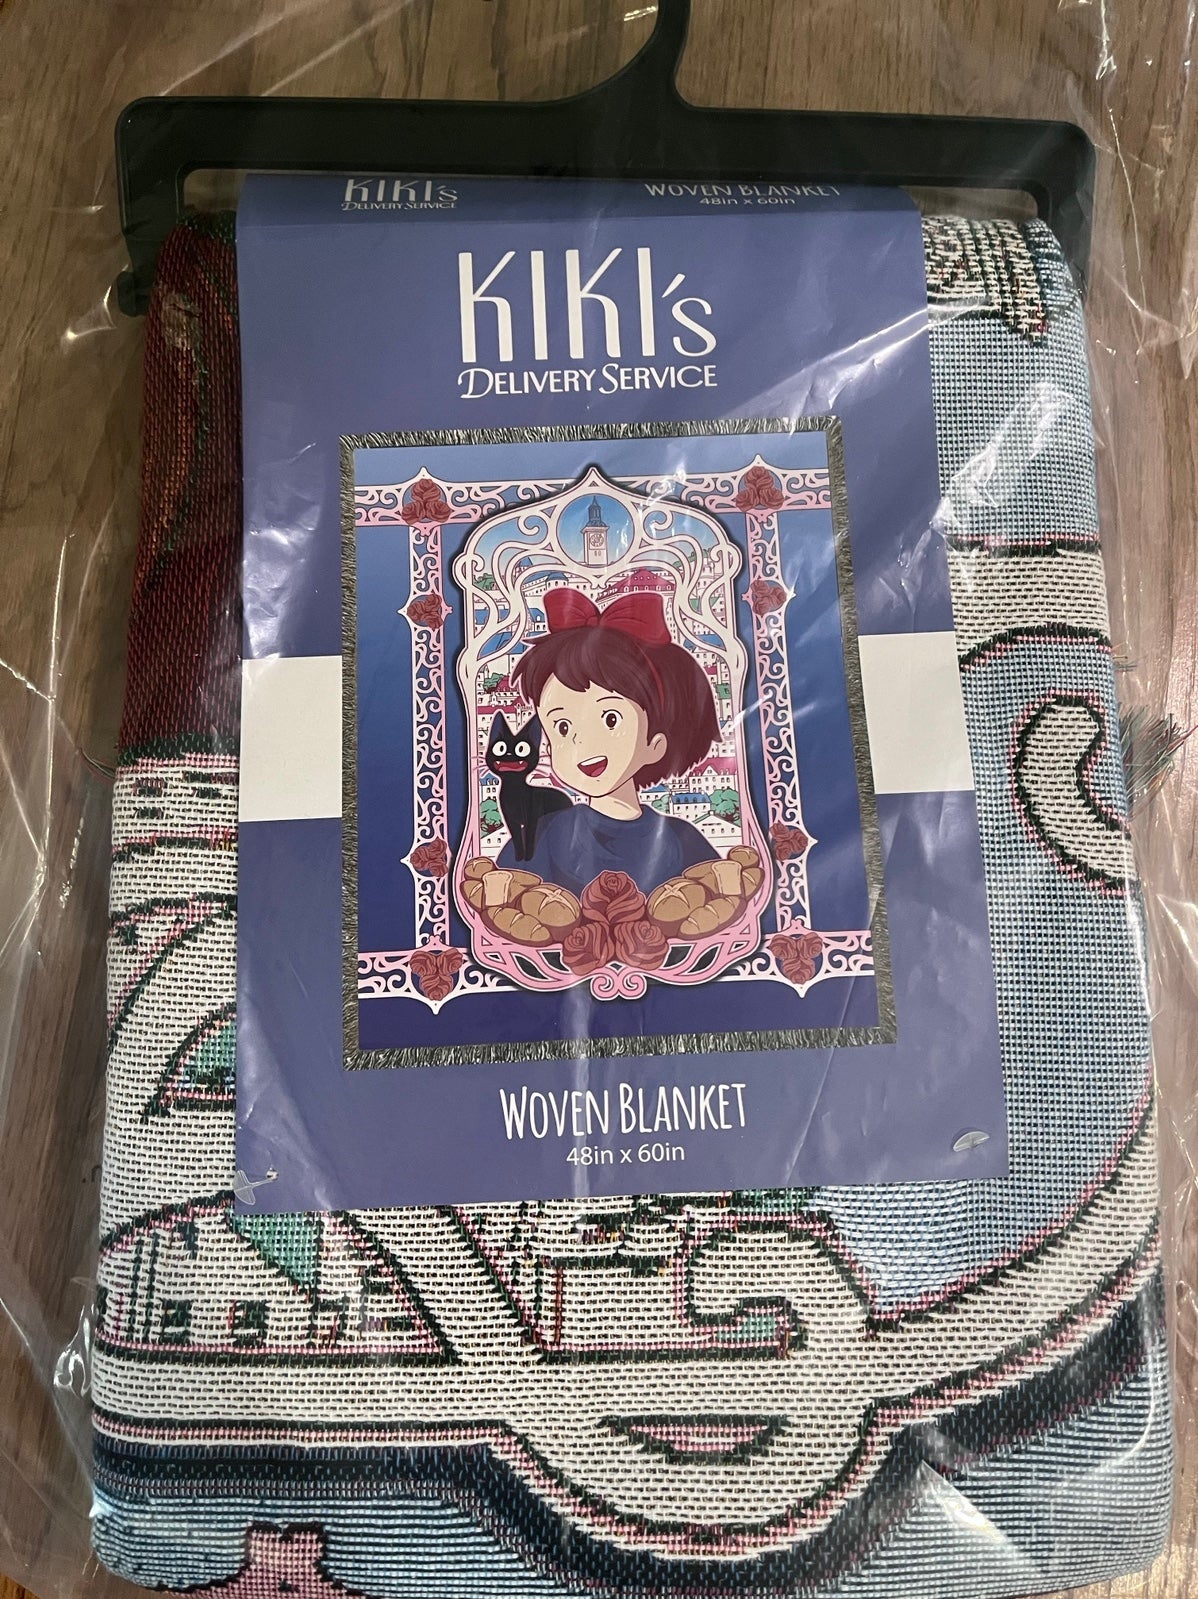 KIKI's
DELIVERY SERVICE
WOVEN BLANKET
48in x 60in
KIKI's
DELIVERY SERVICE
WOVEN BLANKET
48in x 60in